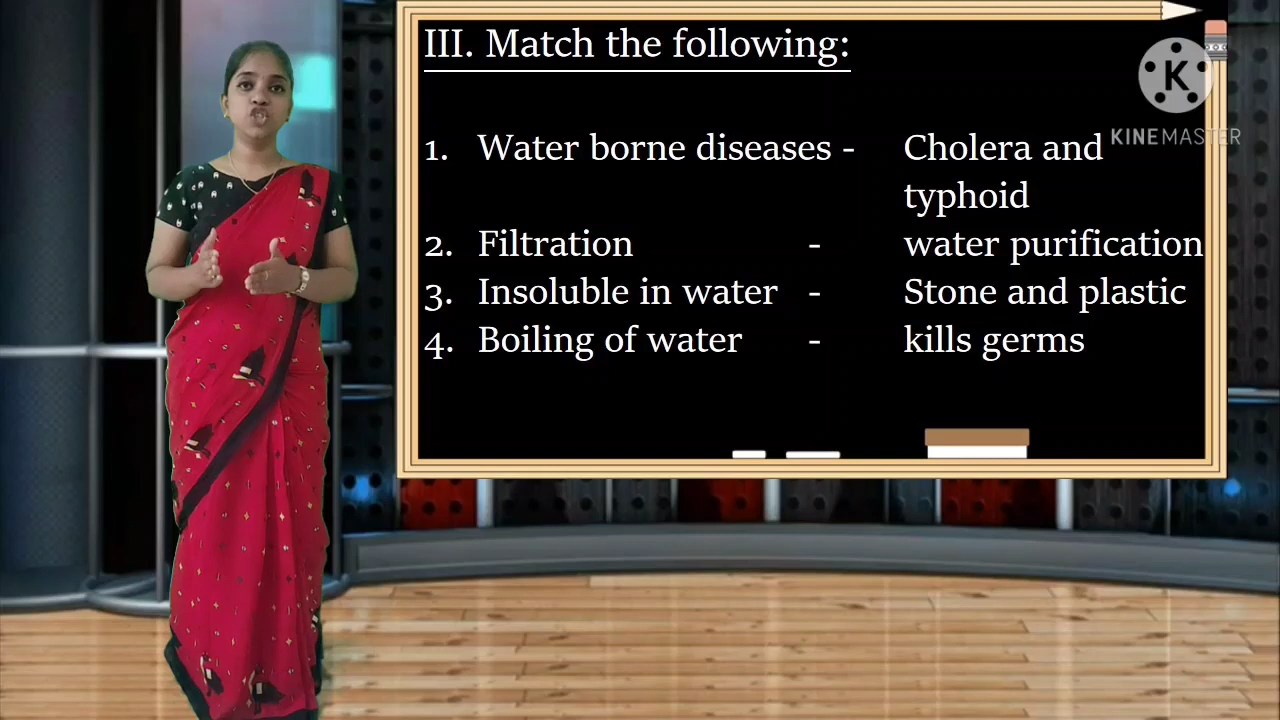 III. Match the following:
K
KINEMASTER
1. Water borne diseases - Cholera and
typhoid
2. Filtration - water purification
3. Insoluble in water - Stone and plastic
4. Boiling of water - kills germs